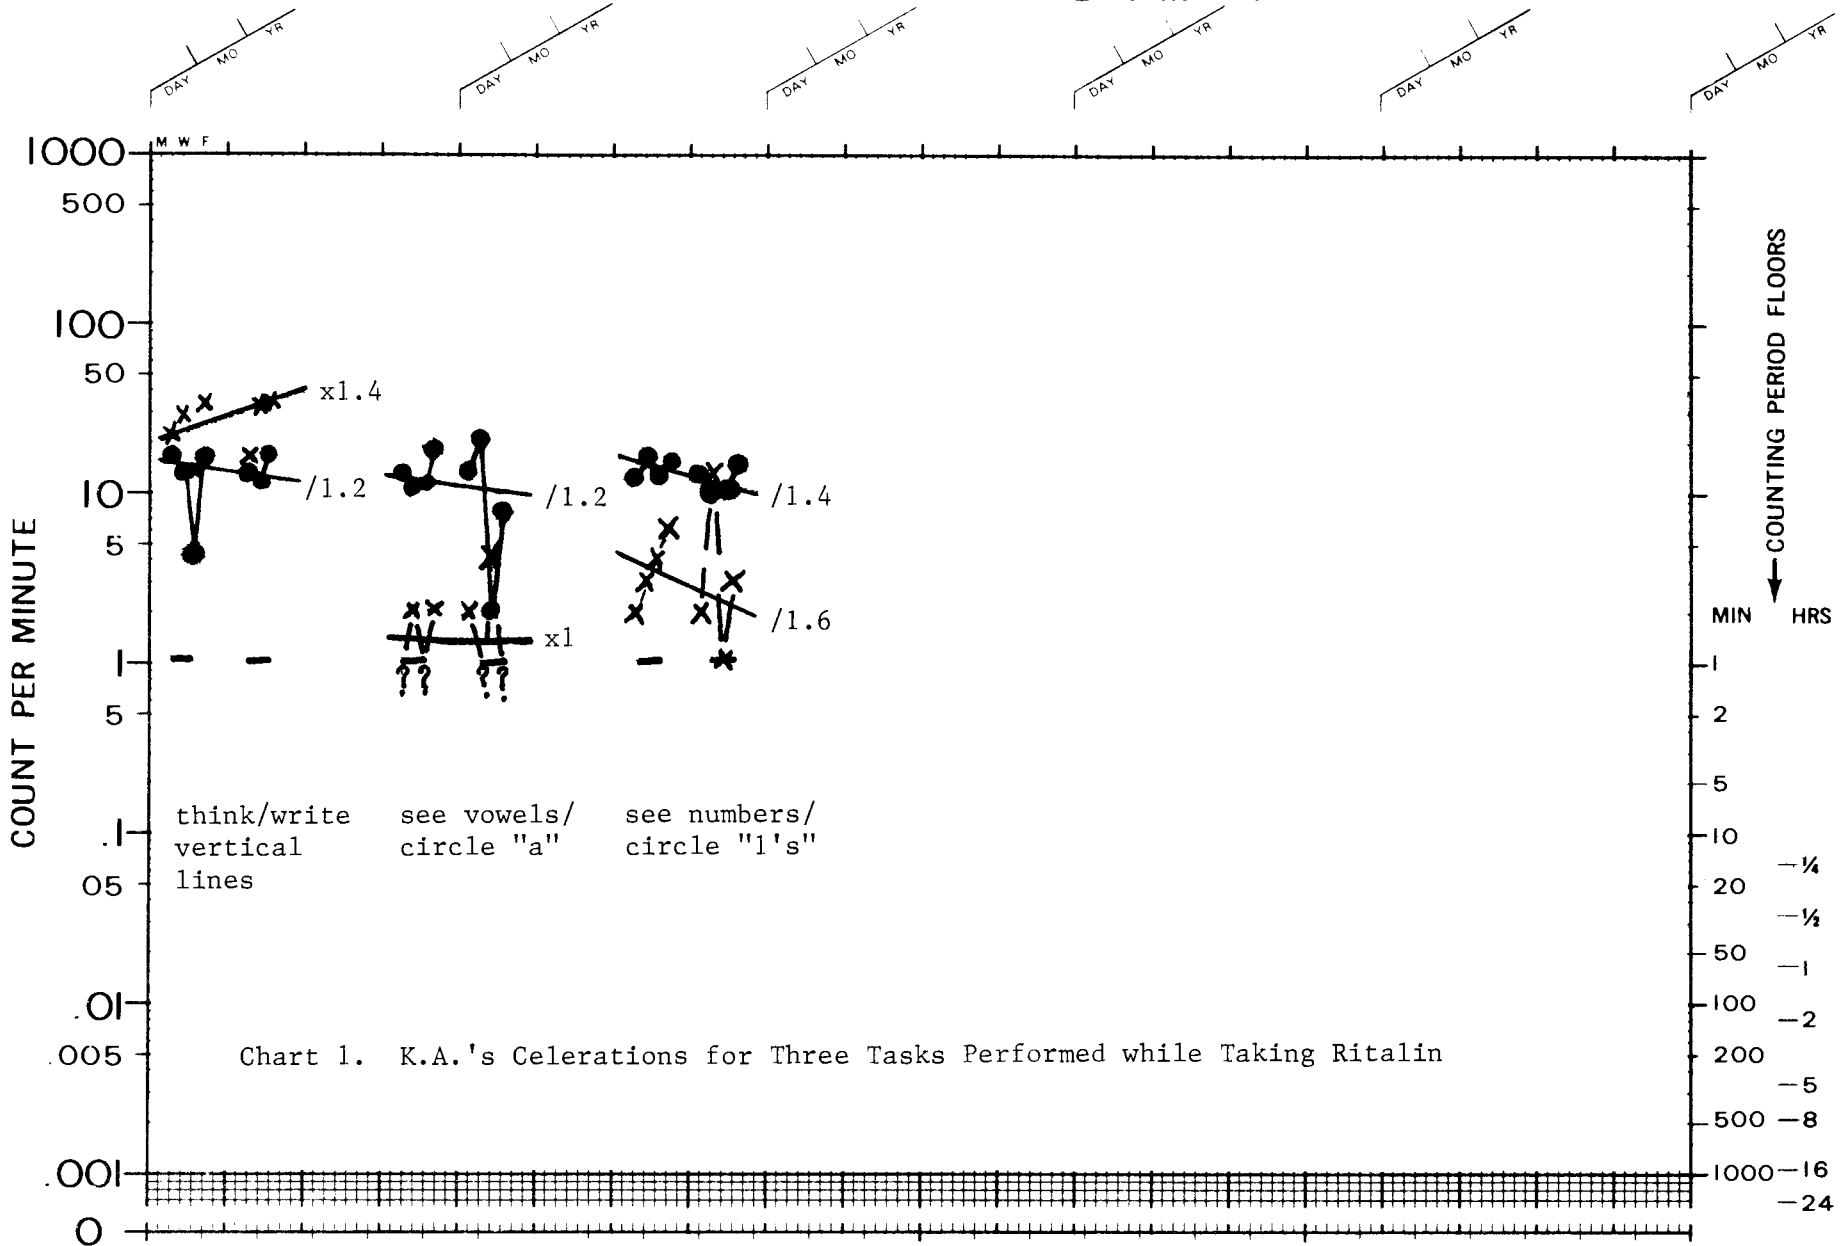 DAY MO YR DAY MO YR DAY MO YR DAY MO YR DAY MO YR DAY MO YR
M W F
1000
500
100
50
10
5
1
5
.1
05
.01
.005
.001
0
COUNT PER MINUTE
x1.4
/1.2
/1.2
x1
/1.4
/1.6
? ? ? ?
think/write
vertical
lines
see vowels/
circle "a"
see numbers/
circle "1's"
Chart 1. K.A.'s Celerations for Three Tasks Performed while Taking Ritalin
COUNTING PERIOD FLOORS
MIN HRS
1
2
5
10
1/4
20
1/2
50
1
100
2
200
5
500 8
1000 16
24